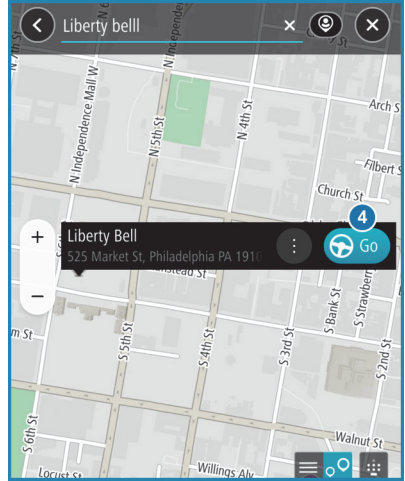 Liberty belll
N 7th St
N 6
N Independence Mall W
N Independence
N 5th St
N 4th St
Arch S
Filbert S
Church St
4
Liberty Bell
525 Market St, Philadelphia PA 1910
Go
S 5th St
S 4th St
S 3rd St
S Bank St
S Strawberry
S 2nd St
m St
S 6th St
Walnut St
Locust St
Willings Aly